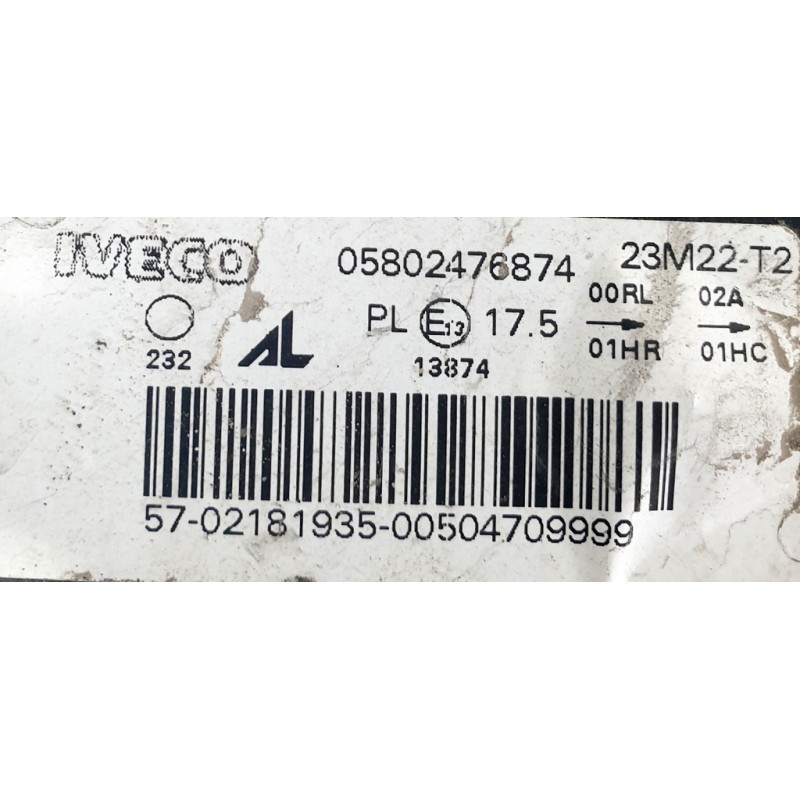 IVECO 05802476874 23M22-T2
00RL 02A
AL PL E13 17.5
232 13874 01HR 01HC
57-02181935-00504709999